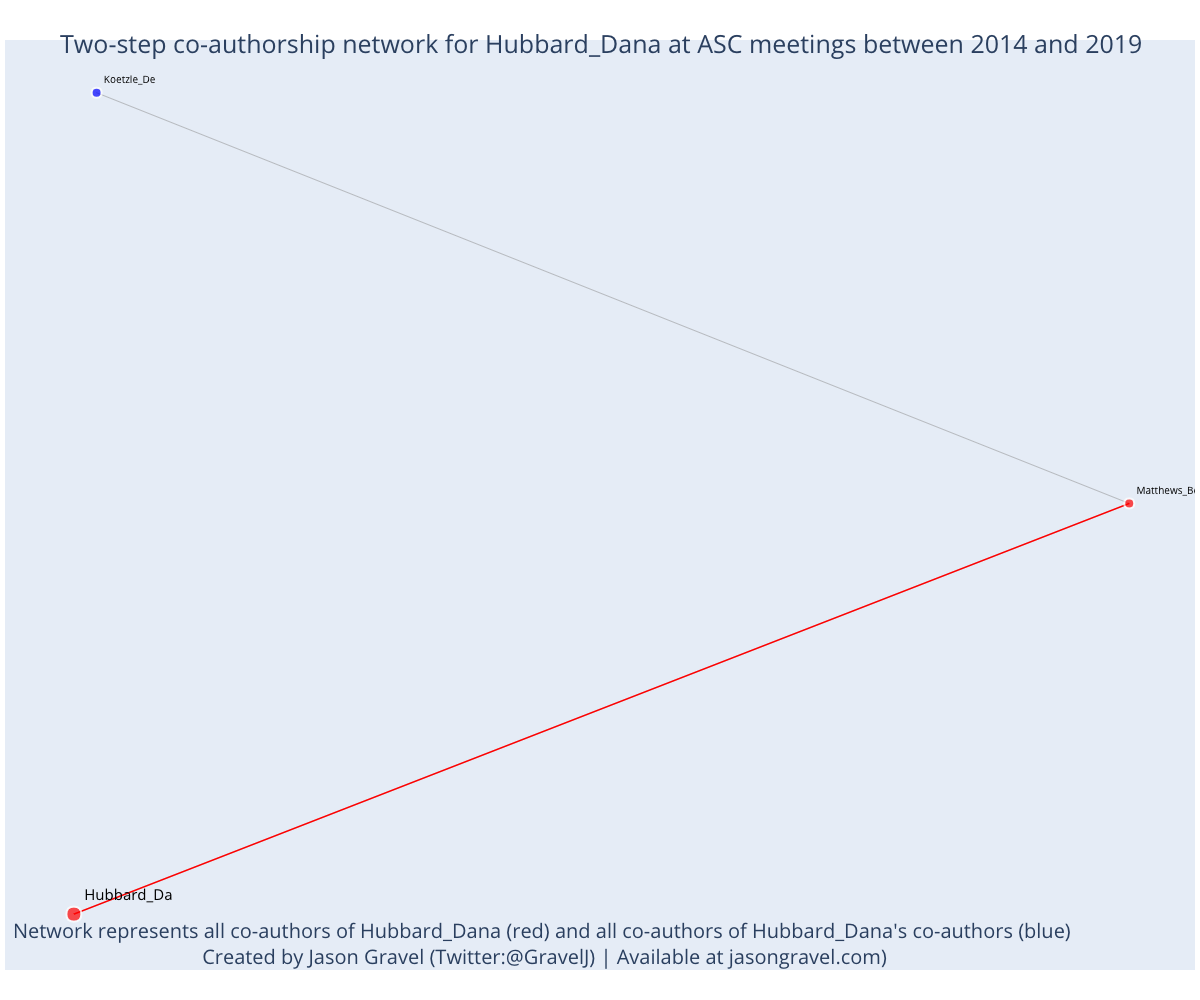 Two-step co-authorship network for Hubbard_Dana at ASC meetings between 2014 and 2019
Koetzle_De
Hubbard_Da
Network represents all co-authors of Hubbard_Dana (red) and all co-authors of Hubbard_Dana's co-authors (blue)
Created by Jason Gravel (Twitter:@GravelJ) | Available at jasongravel.com)